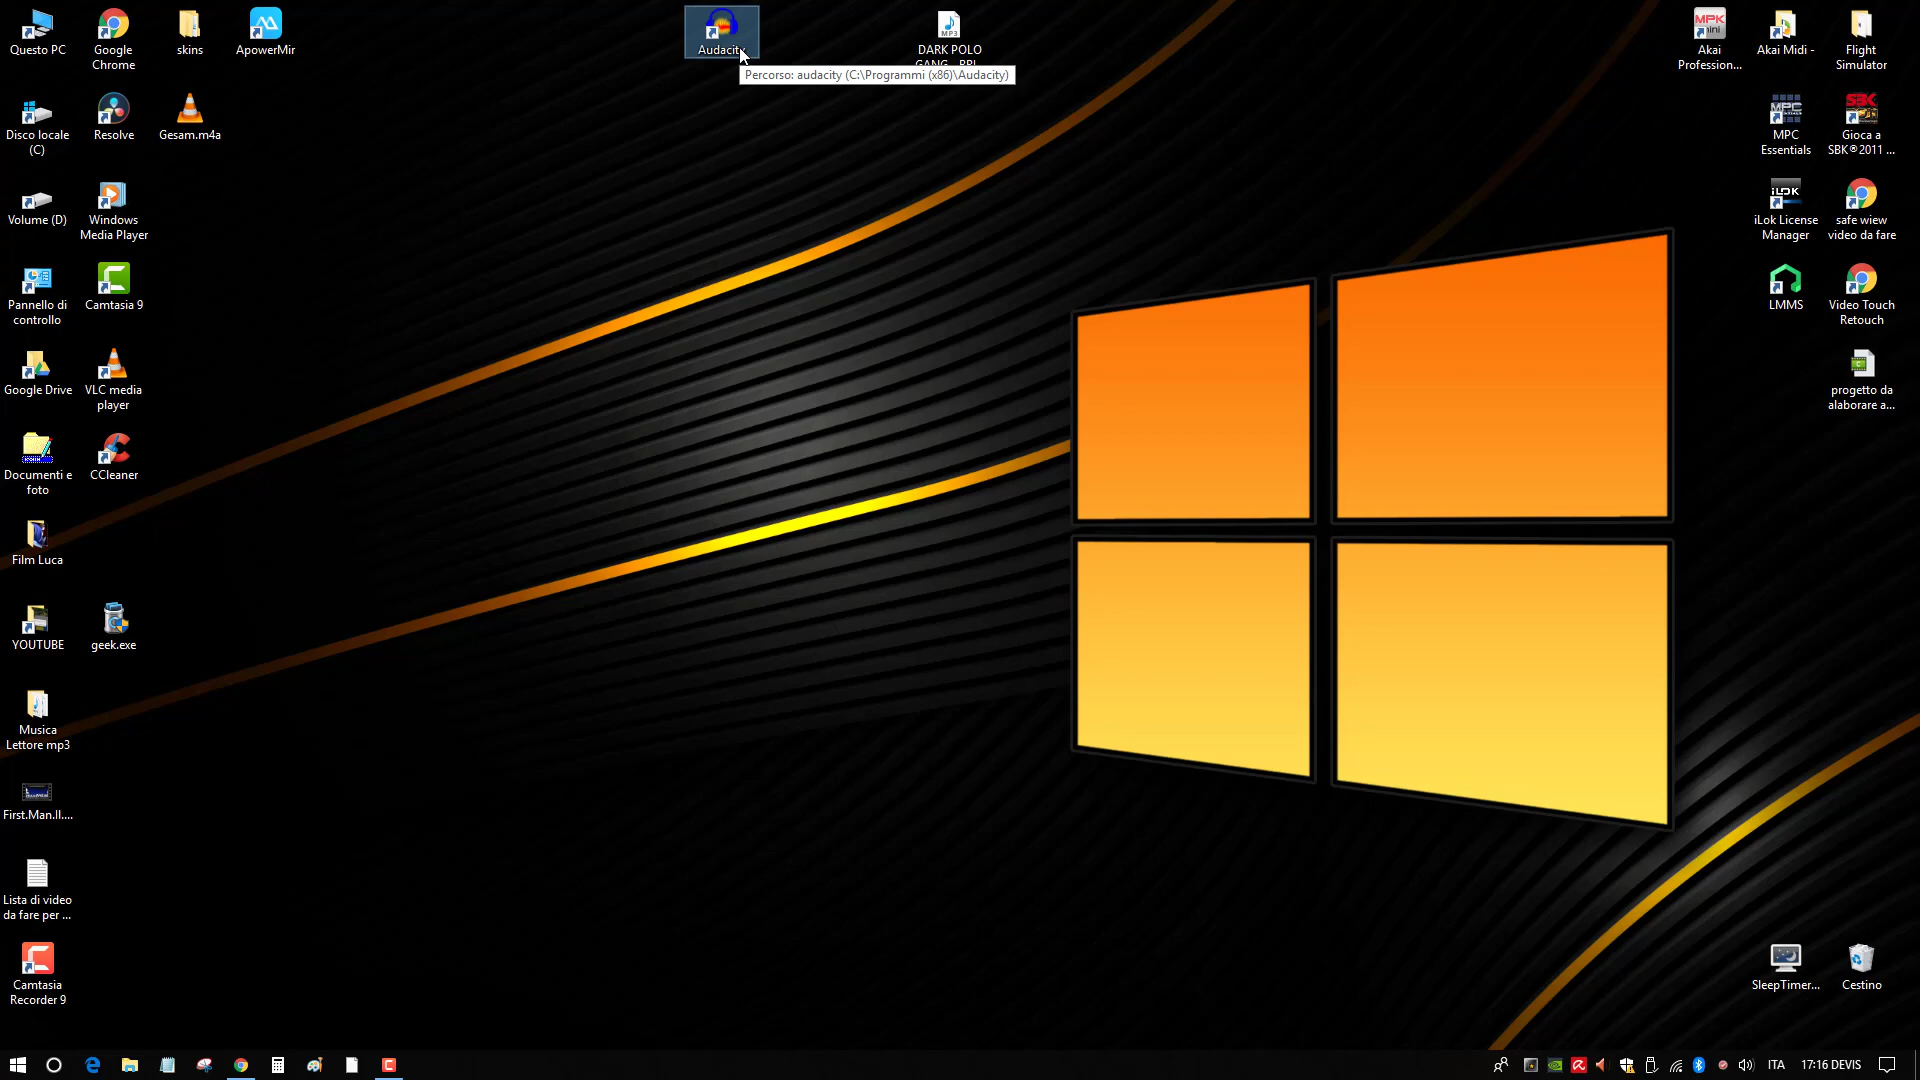 Questo PC
Google
Chrome
skins
ApowerMir
Audacity
Percorso: audacity (C:\Programmi (x86)\Audacity)
DARK POLO
Akai
Profession...
Akai Midi -
Flight
Simulator
Disco locale
(C)
Resolve
Gesam.m4a
MPC
Essentials
Gioca a
SBK®2011 ...
Volume (D)
Windows
Media Player
iLok License
Manager
safe wiew
video da fare
Pannello di
controllo
Camtasia 9
LMMS
Video Touch
Retouch
Google Drive
VLC media
player
progetto da
alaborare a...
Documenti e
foto
CCleaner
Film Luca
YOUTUBE
geek.exe
Musica
Lettore mp3
First.Man.Il....
Lista di video
da fare per ...
Camtasia
Recorder 9
SleepTimer...
Cestino
ITA
17:16 DEVIS